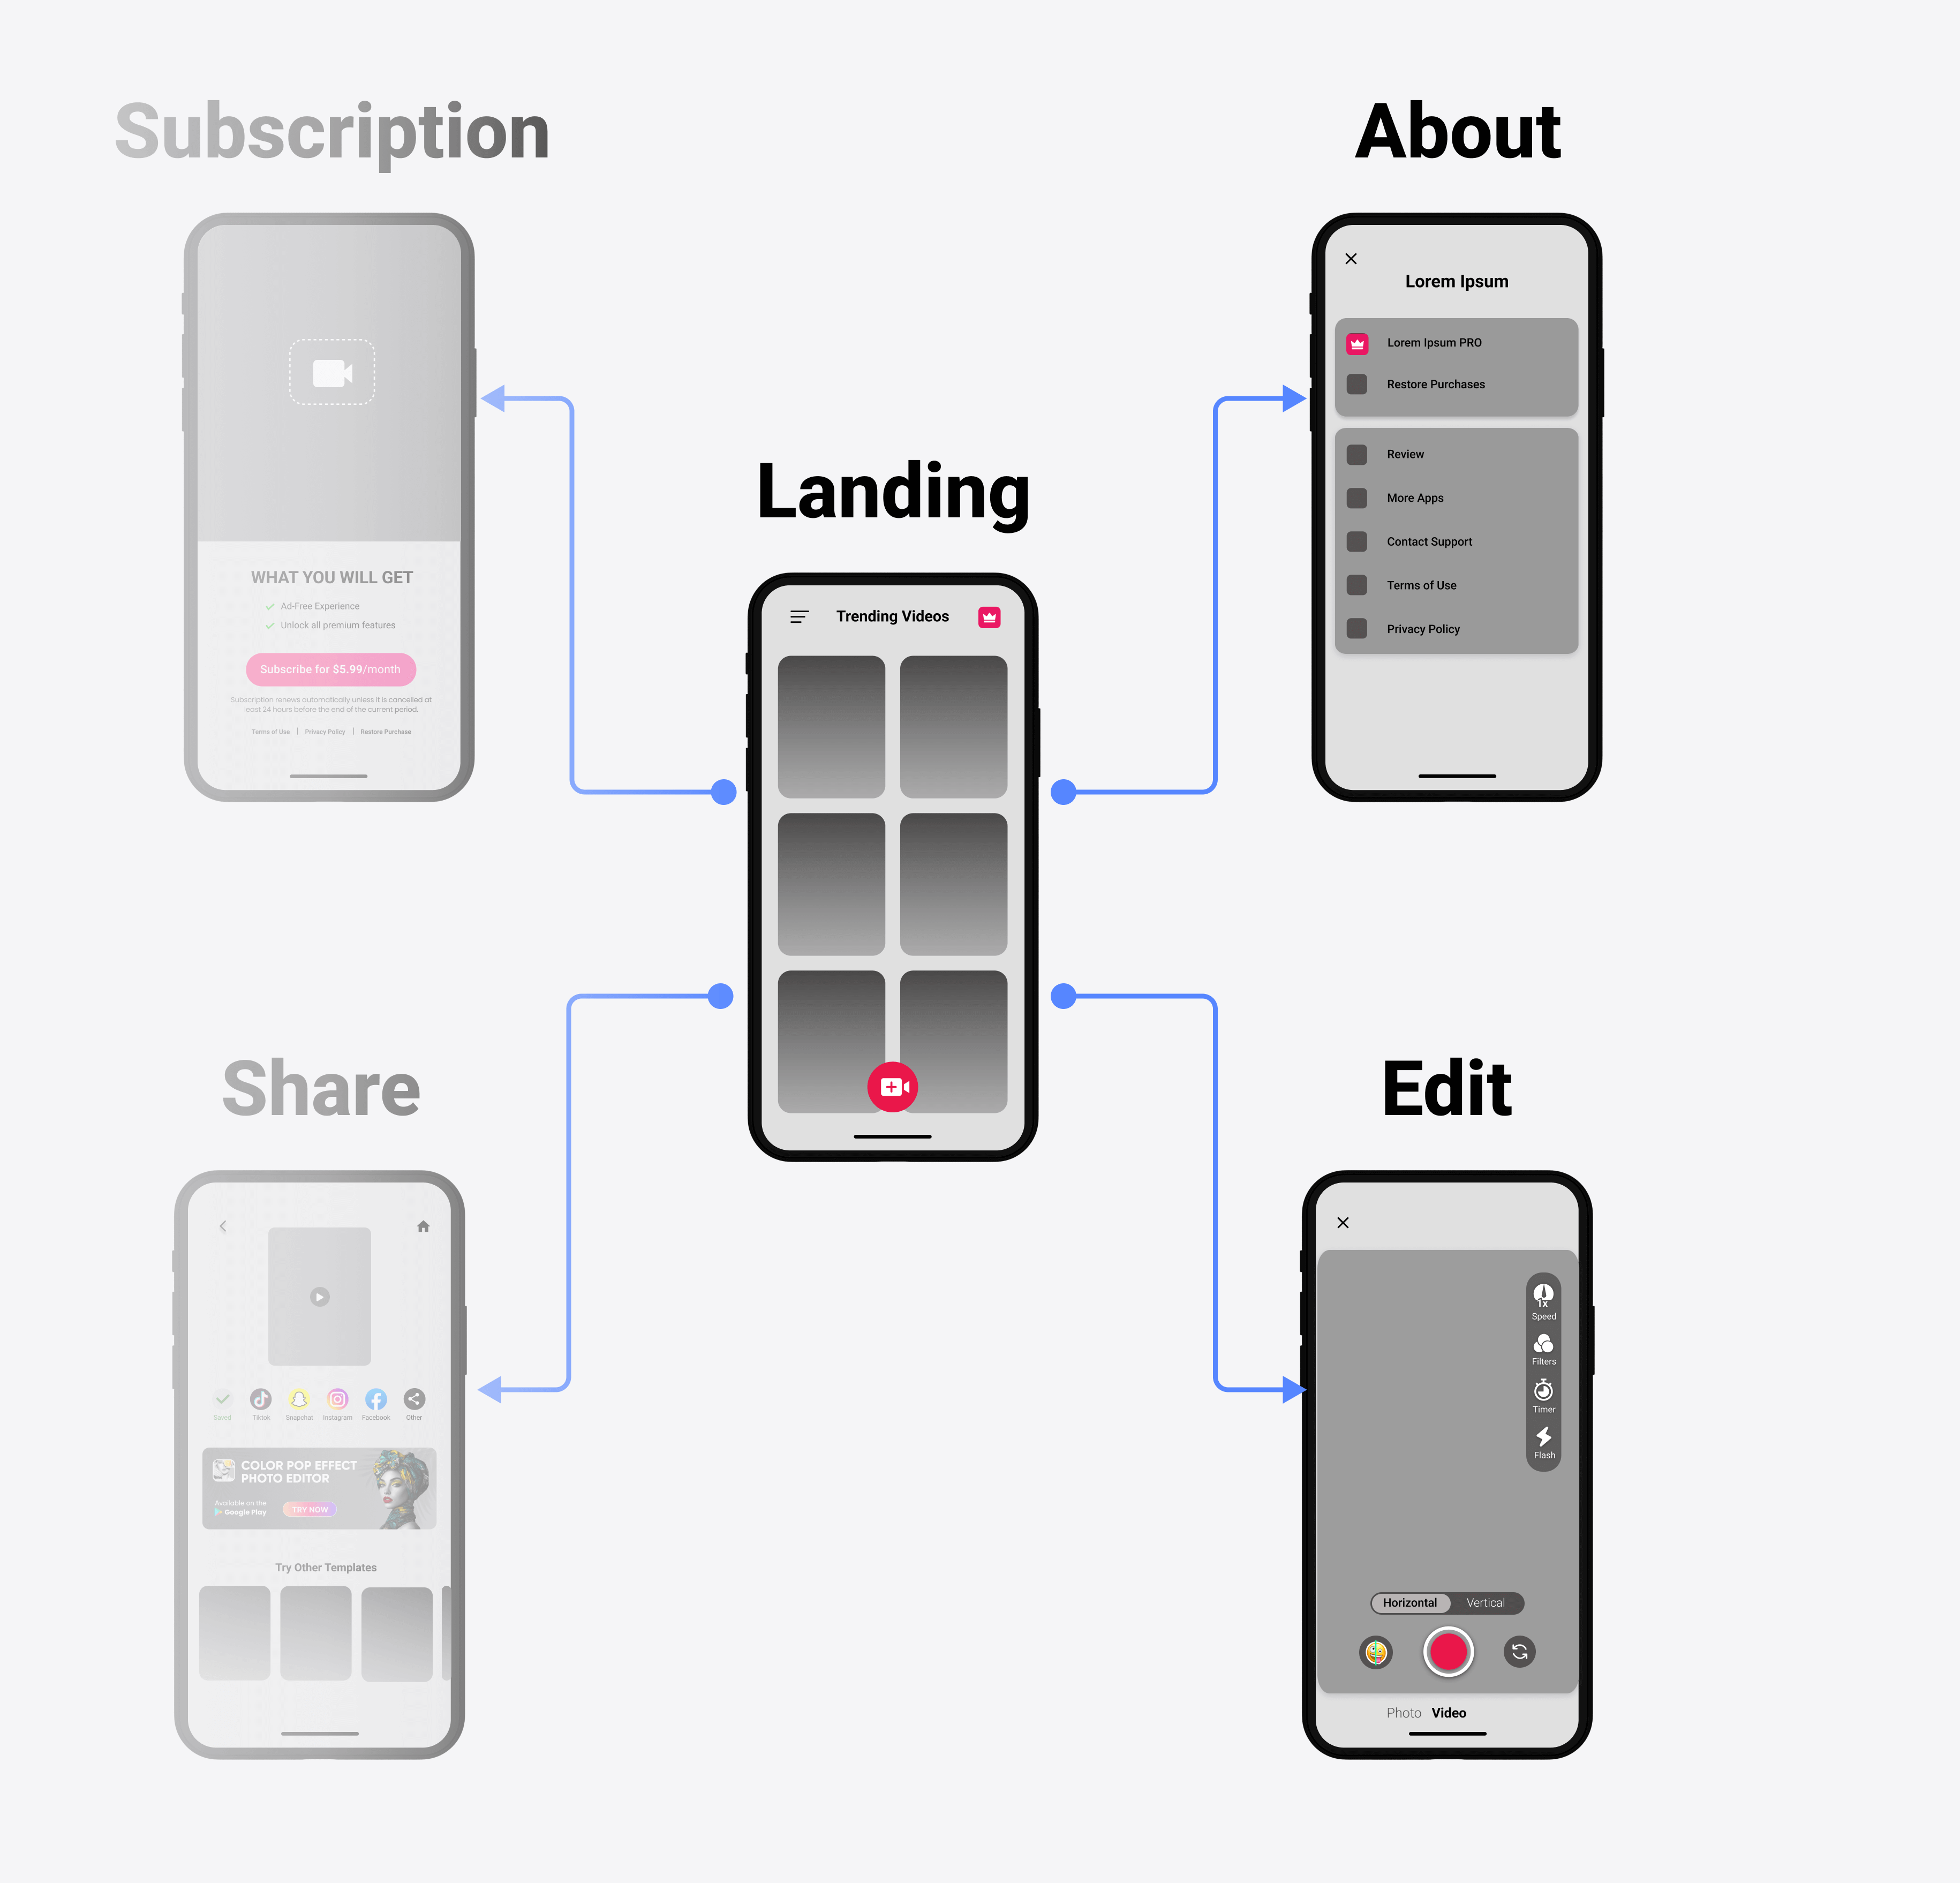 Subscription
WHAT YOU WILL GET
Ad-Free Experience
Unlock all premium features
Subscribe for $5.99/month
Subscription renews automatically unless it is cancelled at
least 24 hours before the end of the current period.
Terms of Use | Privacy Policy | Restore Purchase
About
Lorem Ipsum
Lorem Ipsum PRO
Restore Purchases
Review
More Apps
Contact Support
Terms of Use
Privacy Policy
Landing
Trending Videos
Share
Saved Tiktok Snapchat Instagram Facebook Other
COLOR POP EFFECT
PHOTO EDITOR
Available on the
Google Play
TRY NOW
Try Other Templates
Edit
1x
Speed
Filters
Timer
Flash
Horizontal Vertical
Photo Video